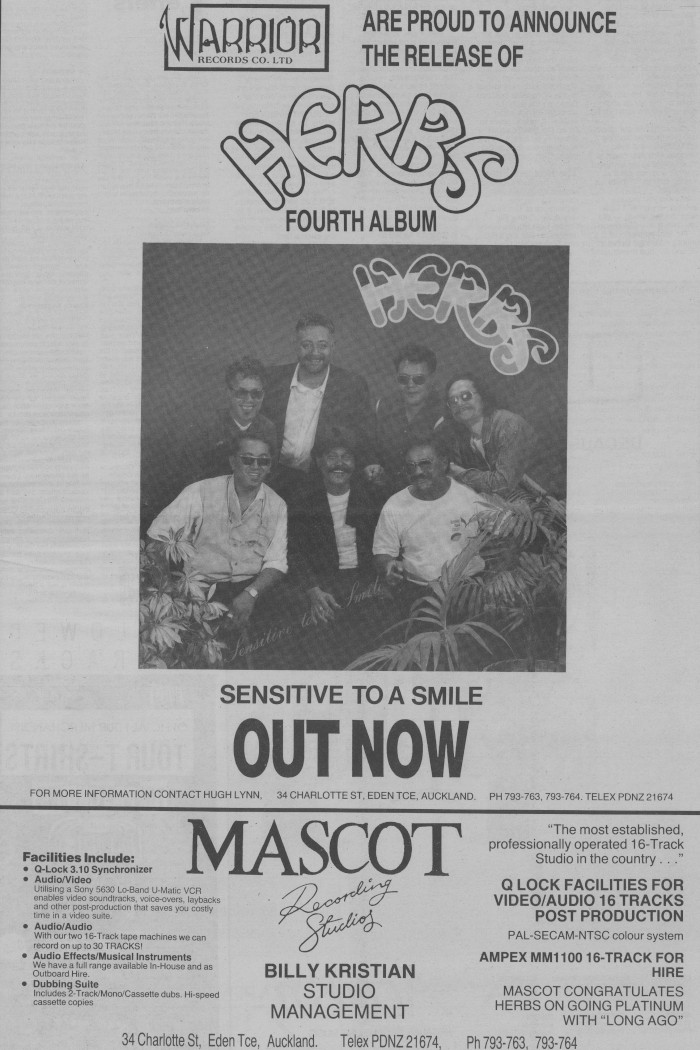 WARRIOR
RECORDS CO. LTD
ARE PROUD TO ANNOUNCE
THE RELEASE OF
HERBS
FOURTH ALBUM
HERBS
Sensitive to a Smile
SENSITIVE TO A SMILE
OUT NOW
FOR MORE INFORMATION CONTACT HUGH LYNN, 34 CHARLOTTE ST, EDEN TCE, AUCKLAND. PH 793-763, 793-764. TELEX PDNZ 21674
MASCOT
Recording
Studios
BILLY KRISTIAN
STUDIO
MANAGEMENT
Facilities Include:
• Q-Lock 3.10 Synchronizer
• Audio/Video
Utilising a Sony 5630 Lo-Band U-Matic VCR
enables video soundtracks, voice-overs, laybacks
and other post-production that saves you costly
time in a video suite.
• Audio/Audio
With our two 16-Track tape machines we can
record on up to 30 TRACKS!
• Audio Effects/Musical Instruments
We have a full range available In-House and as
Outboard Hire.
• Dubbing Suite
Includes 2-Track/Mono/Cassette dubs. Hi-speed
cassette copies
"The most established,
professionally operated 16-Track
Studio in the country . . ."
Q LOCK FACILITIES FOR
VIDEO/AUDIO 16 TRACKS
POST PRODUCTION
PAL-SECAM-NTSC colour system
AMPEX MM1100 16-TRACK FOR
HIRE
MASCOT CONGRATULATES
HERBS ON GOING PLATINUM
WITH "LONG AGO"
34 Charlotte St, Eden Tce, Auckland. Telex PDNZ 21674, Ph 793-763, 793-764